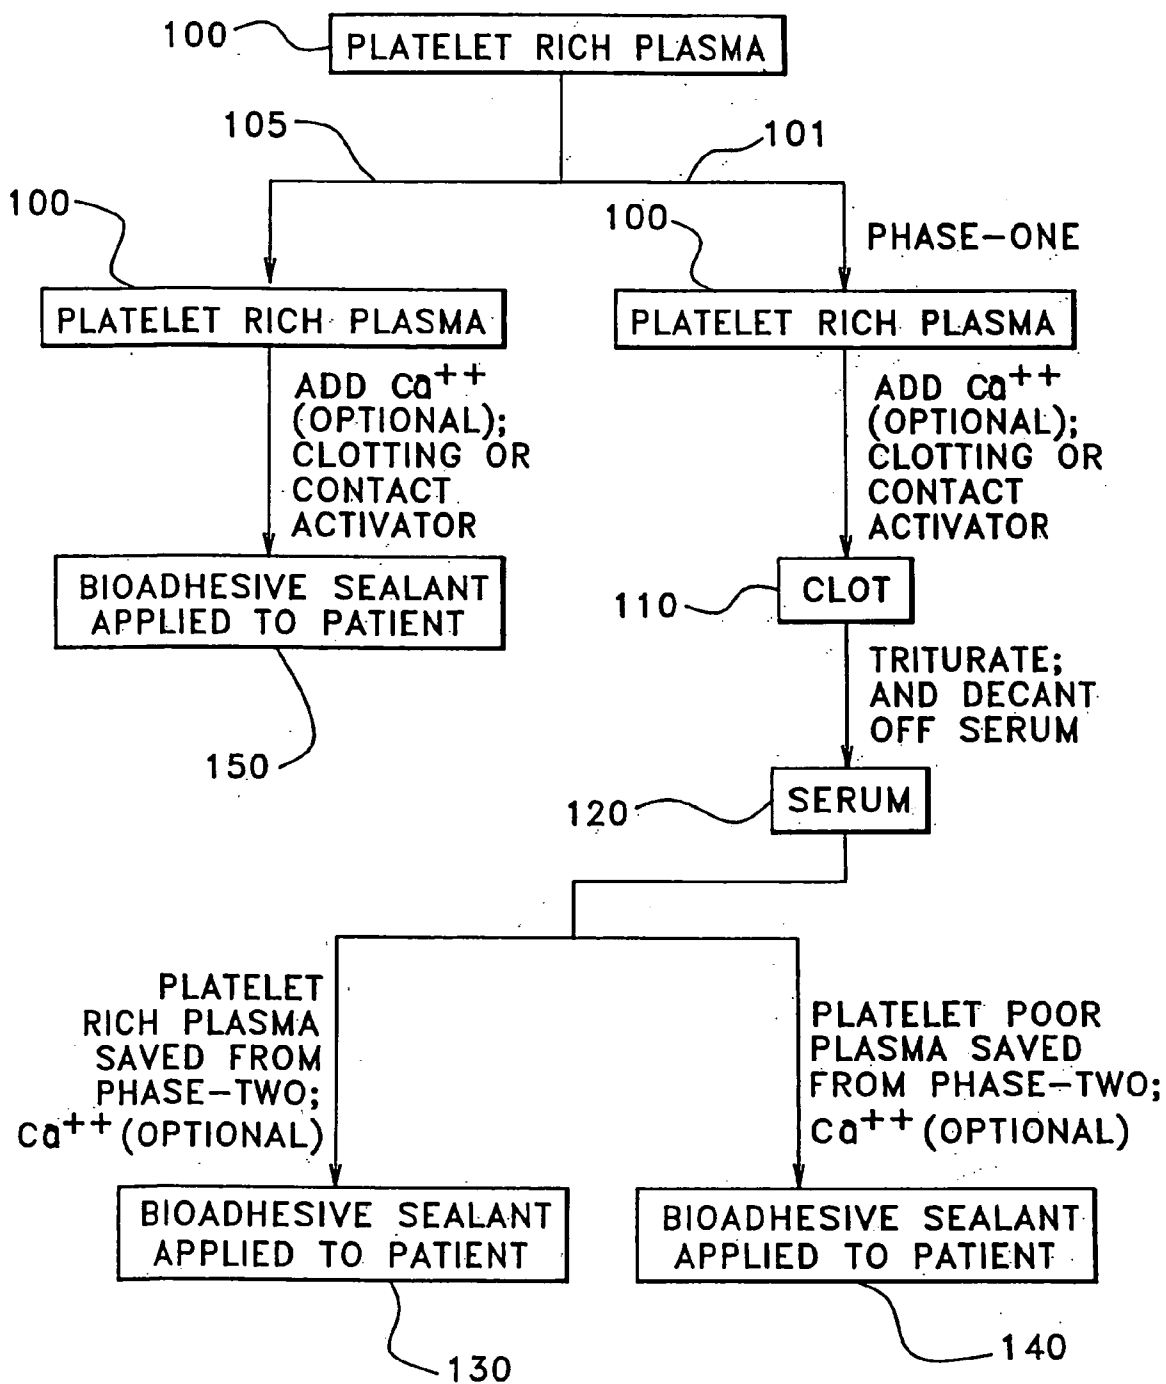 100
PLATELET RICH PLASMA
105
101
100
100
PHASE-ONE
PLATELET RICH PLASMA
PLATELET RICH PLASMA
ADD Ca++
(OPTIONAL);
CLOTTING OR
CONTACT
ACTIVATOR
ADD Ca++
(OPTIONAL);
CLOTTING OR
CONTACT
ACTIVATOR
BIOADHESIVE SEALANT
APPLIED TO PATIENT
150
110
CLOT
TRITURATE;
AND DECANT
OFF SERUM
120
SERUM
PLATELET
RICH PLASMA
SAVED FROM
PHASE-TWO;
Ca++ (OPTIONAL)
PLATELET POOR
PLASMA SAVED
FROM PHASE-TWO;
Ca++ (OPTIONAL)
BIOADHESIVE SEALANT
APPLIED TO PATIENT
130
BIOADHESIVE SEALANT
APPLIED TO PATIENT
140